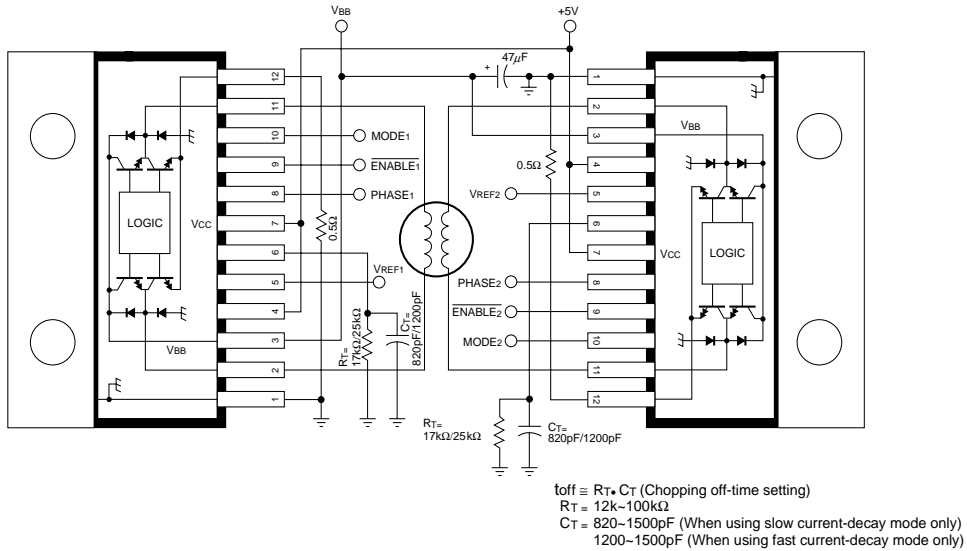 VBB
+5V
47µF
+
12
11
10
9
8
7
6
5
4
3
2
1
MODE1
ENABLE1
PHASE1
VCC
LOGIC
VBB
0.5Ω
VREF1
RT=
17kΩ/25kΩ
CT=
820pF/1200pF
1
2
3
4
5
6
7
8
9
10
11
12
0.5Ω
VREF2
PHASE2
ENABLE2
MODE2
VBB
VCC
LOGIC
RT=
17kΩ/25kΩ
CT=
820pF/1200pF
toff ≅ RT• CT (Chopping off-time setting)
RT = 12k~100kΩ
CT = 820~1500pF (When using slow current-decay mode only)
1200~1500pF (When using fast current-decay mode only)